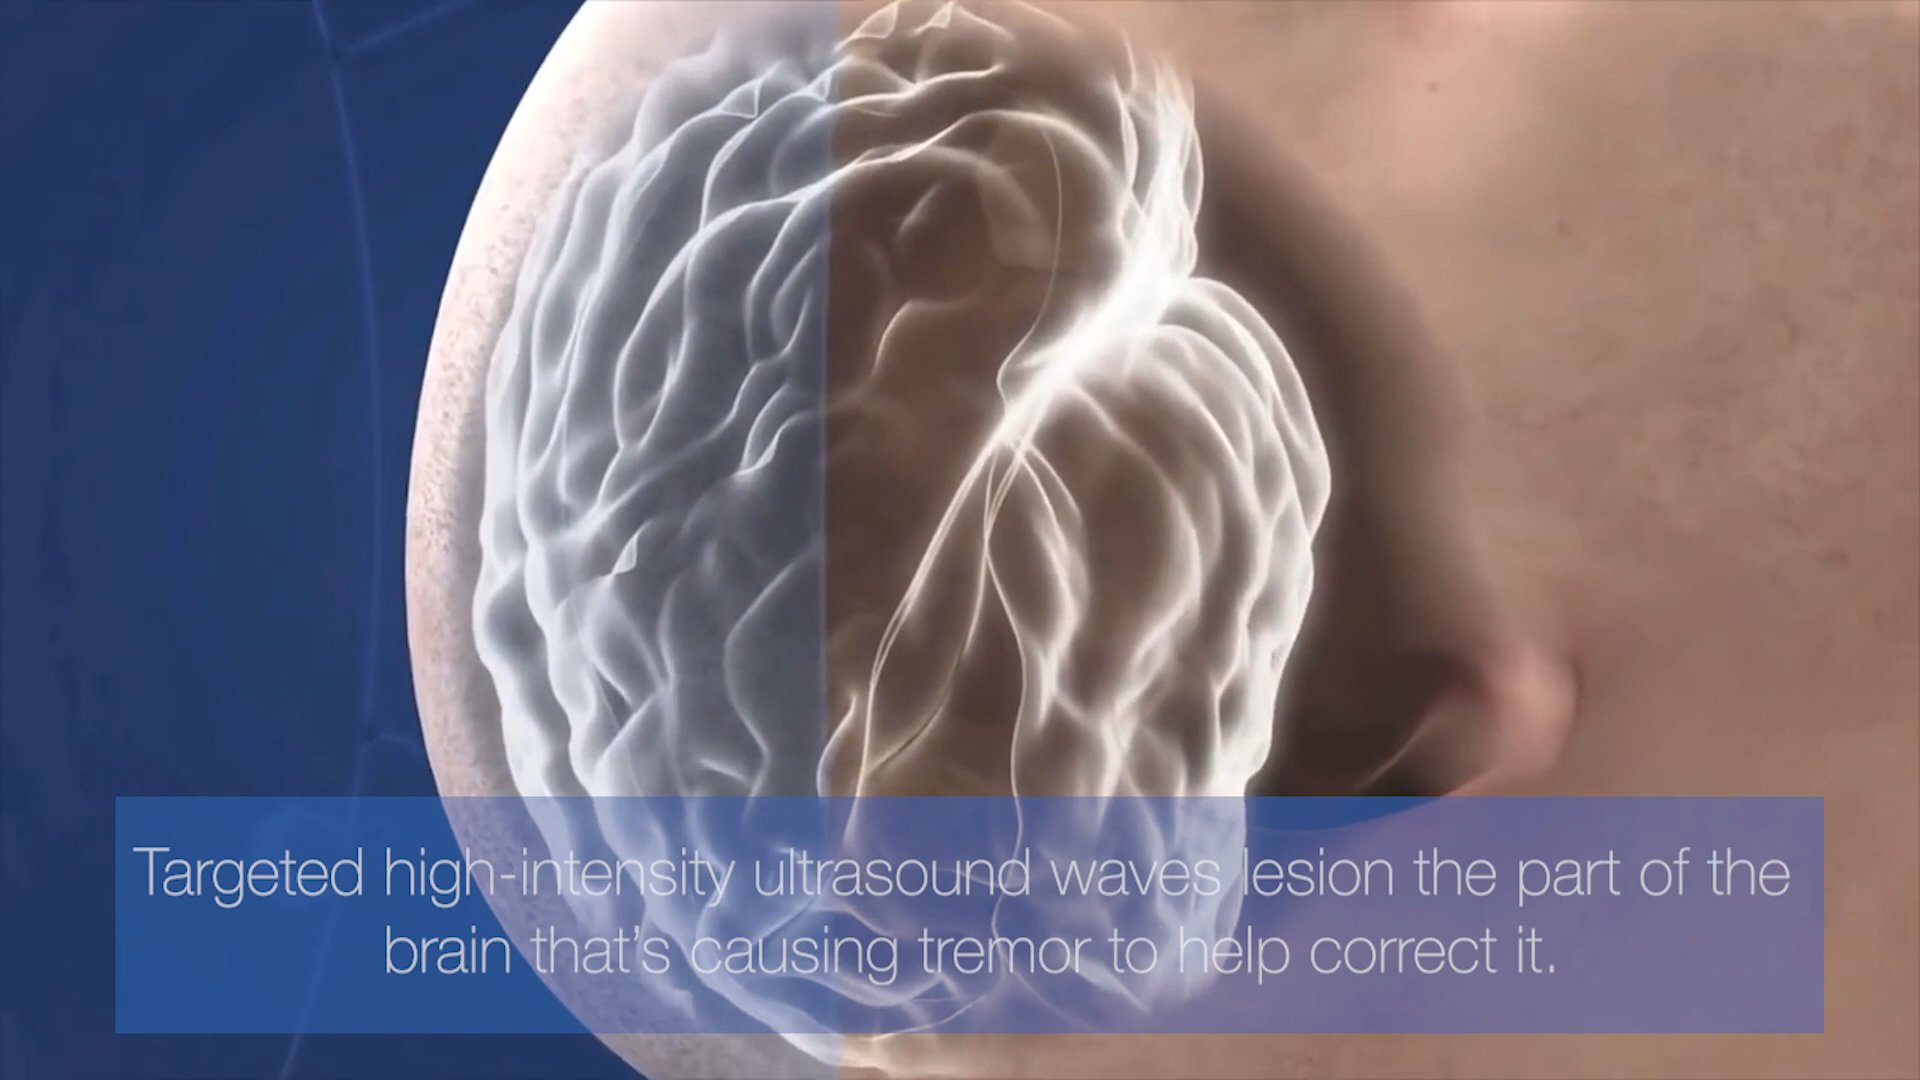 Targeted high-intensity ultrasound waves lesion the part of the
brain that’s causing tremor to help correct it.